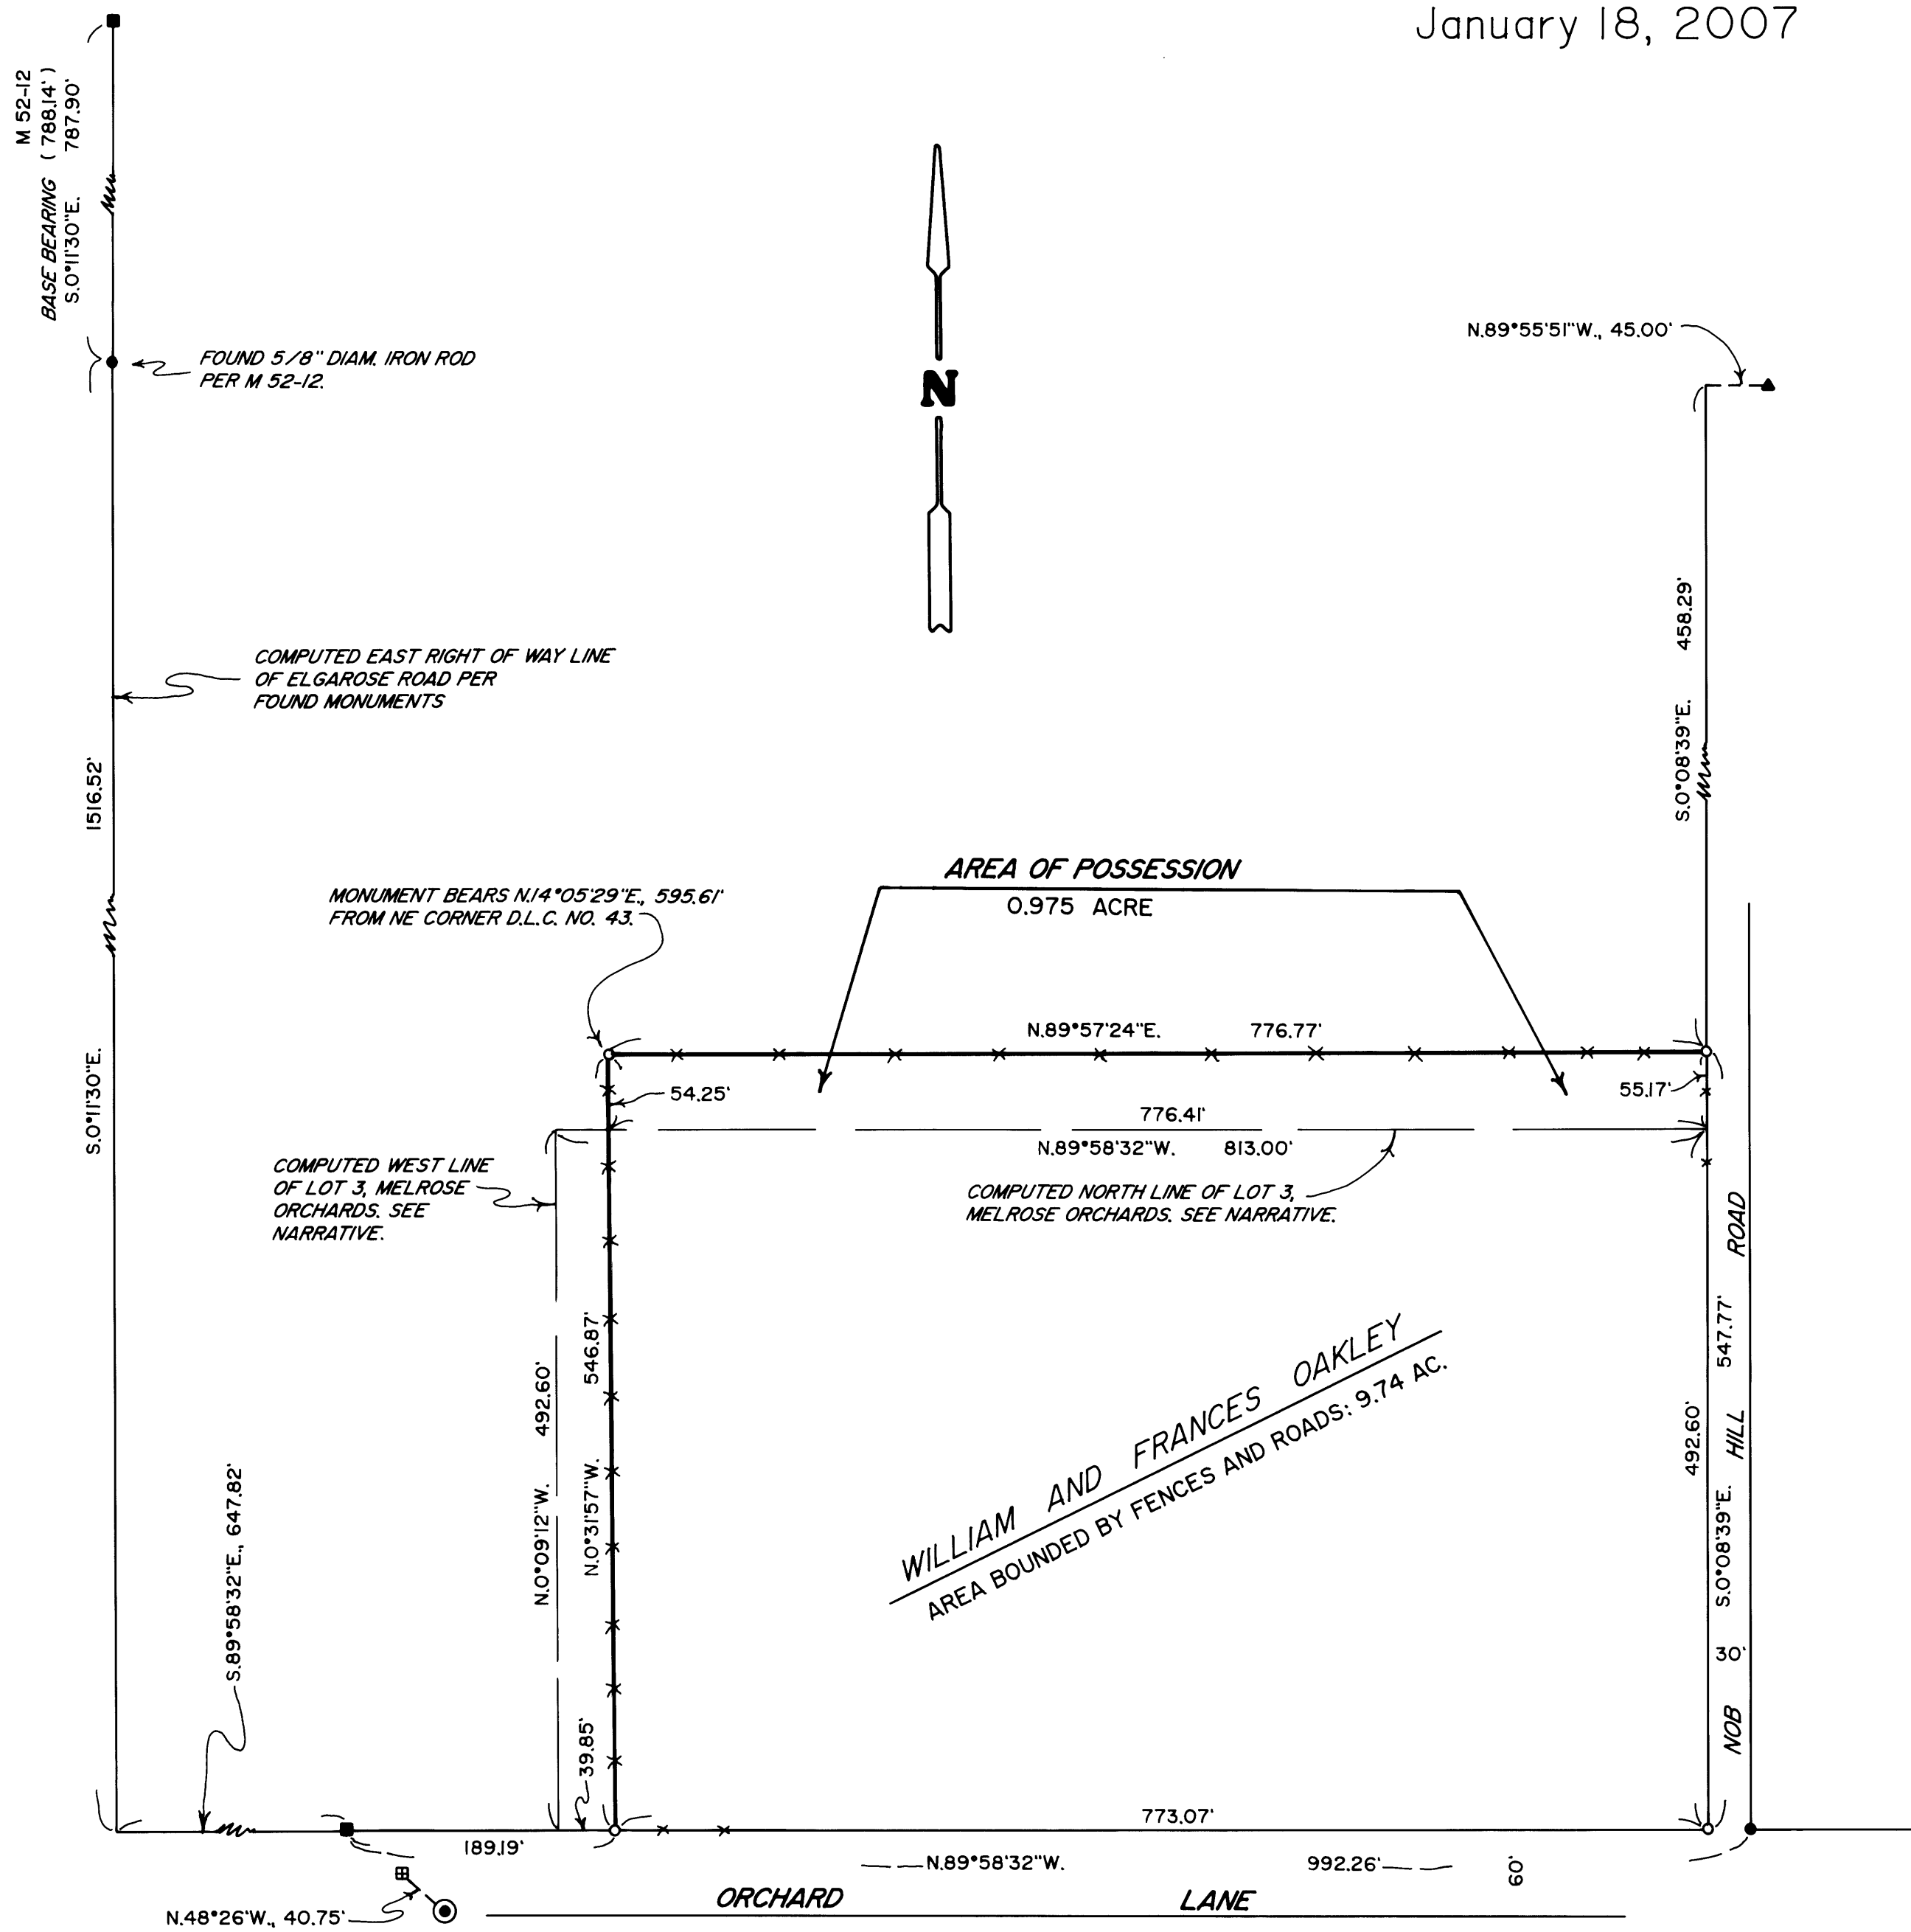 January 18, 2007
M 52-12
BASE BEARING ( 788.14' )
S.0°11'30"E. 787.90'
FOUND 5/8" DIAM. IRON ROD
PER M 52-12.
N
N.89°55'51"W., 45.00'
COMPUTED EAST RIGHT OF WAY LINE
OF ELGAROSE ROAD PER
FOUND MONUMENTS
S.0°11'30"E. 1516.52'
S.0°08'39"E. 458.29'
AREA OF POSSESSION
0.975 ACRE
MONUMENT BEARS N.14°05'29"E., 595.61'
FROM NE CORNER D.L.C. NO. 43.
N.89°57'24"E. 776.77'
54.25'
55.17'
776.41'
N.89°58'32"W. 813.00'
COMPUTED WEST LINE
OF LOT 3, MELROSE
ORCHARDS. SEE
NARRATIVE.
COMPUTED NORTH LINE OF LOT 3,
MELROSE ORCHARDS. SEE NARRATIVE.
N.0°09'12"W. 492.60'
N.0°31'57"W. 546.87'
WILLIAM AND FRANCES OAKLEY
AREA BOUNDED BY FENCES AND ROADS: 9.74 AC.
492.60'
S.0°08'39"E. 547.77'
30'
NOB HILL ROAD
S.89°58'32"E., 647.82'
39.85'
773.07'
189.19'
N.89°58'32"W. 992.26'
60'
N.48°26'W., 40.75'
ORCHARD LANE